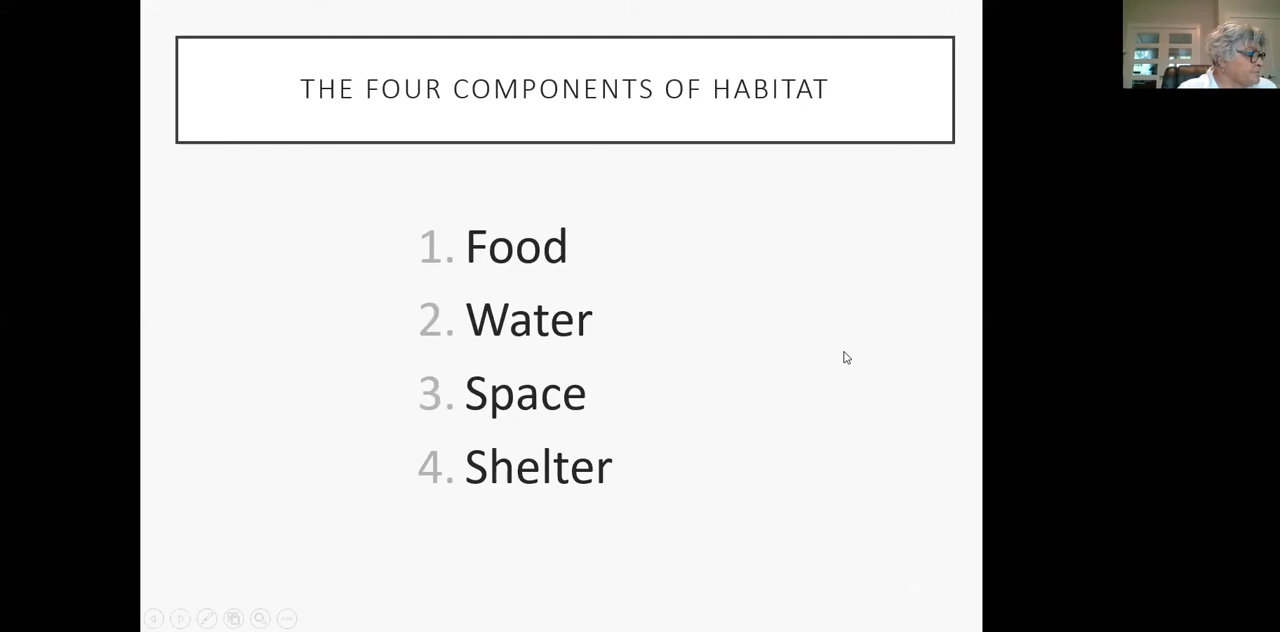 THE FOUR COMPONENTS OF HABITAT
1. Food
2. Water
3. Space
4. Shelter